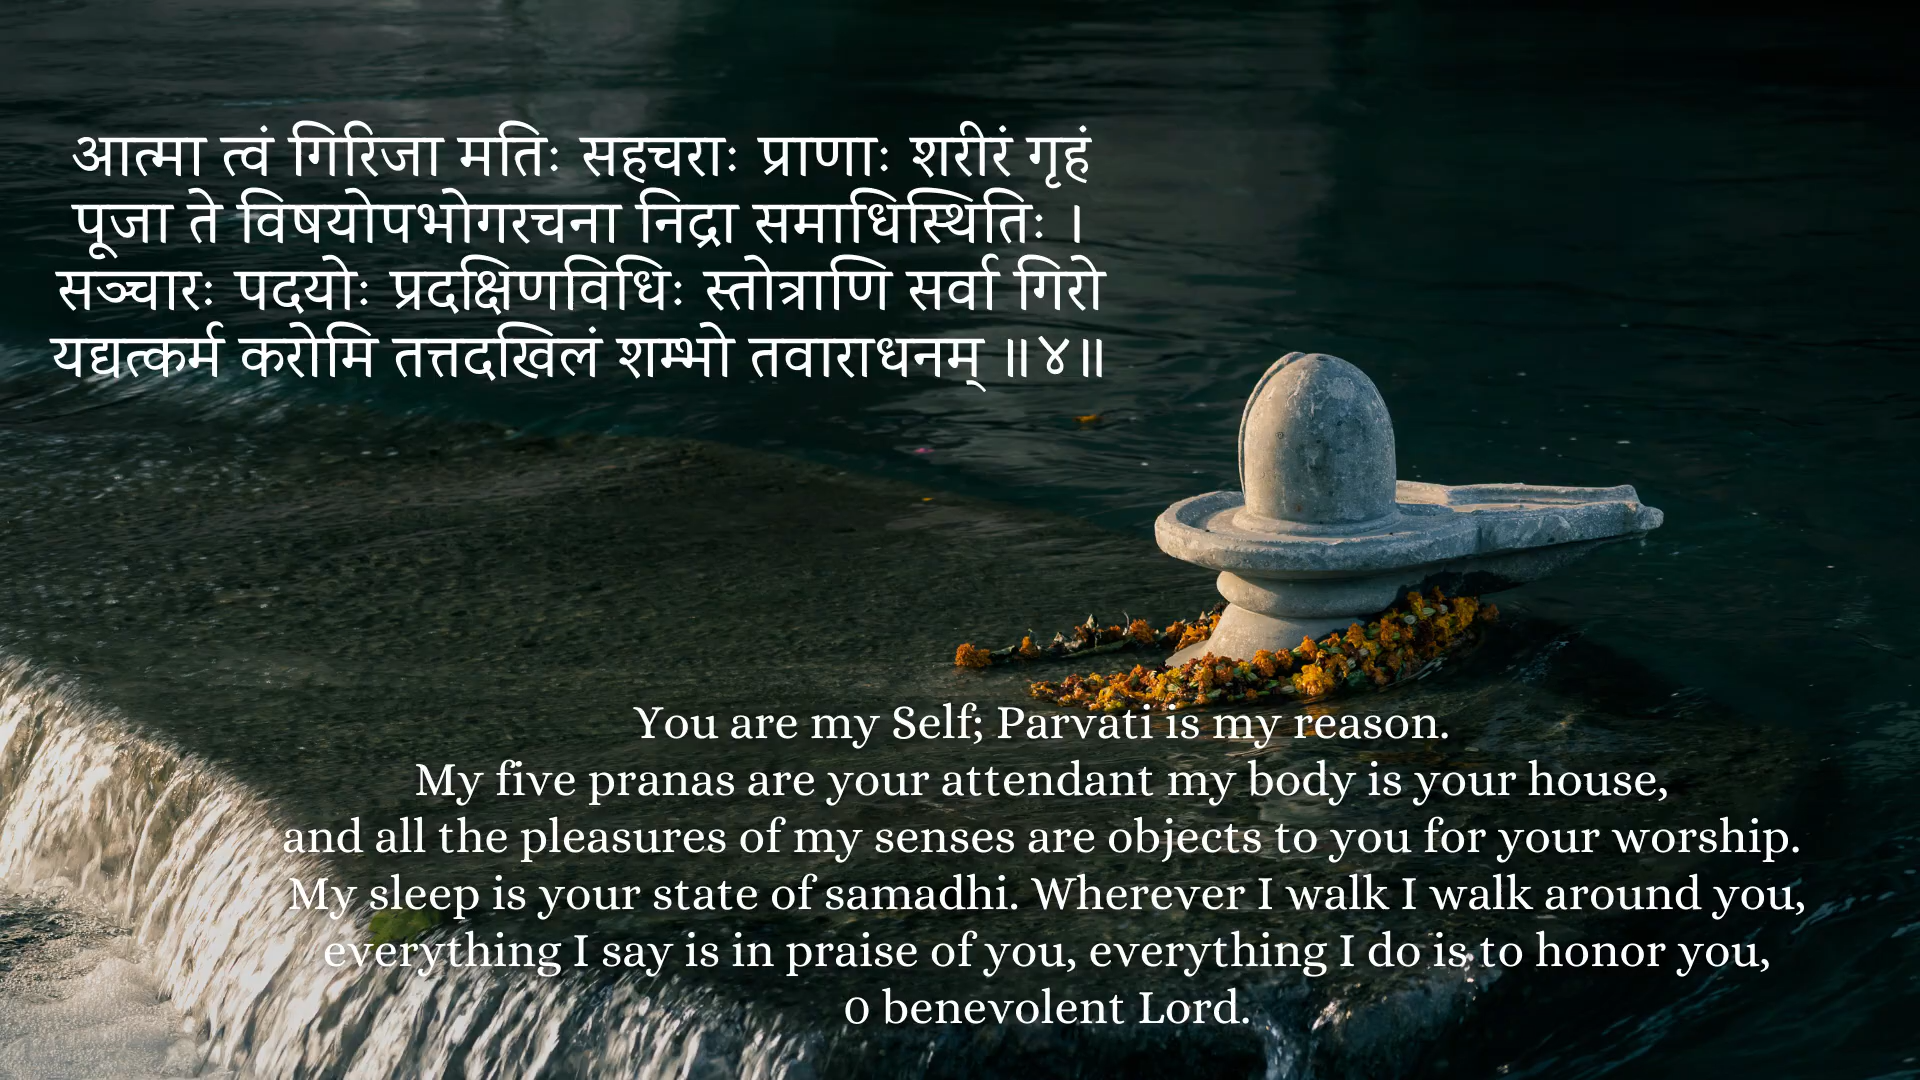 आत्मा त्वं गिरिजा मतिः सहचराः प्राणाः शरीरं गृहं
पूजा ते विषयोपभोगरचना निद्रा समाधिस्थितिः ।
सञ्चारः पदयोः प्रदक्षिणविधिः स्तोत्राणि सर्वा गिरो
यद्यत्कर्म करोमि तत्तदखिलं शम्भो तवाराधनम् ॥४॥
You are my Self; Parvati is my reason.
My five pranas are your attendant my body is your house,
and all the pleasures of my senses are objects to you for your worship.
My sleep is your state of samadhi. Wherever I walk I walk around you,
everything I say is in praise of you, everything I do is to honor you,
0 benevolent Lord.